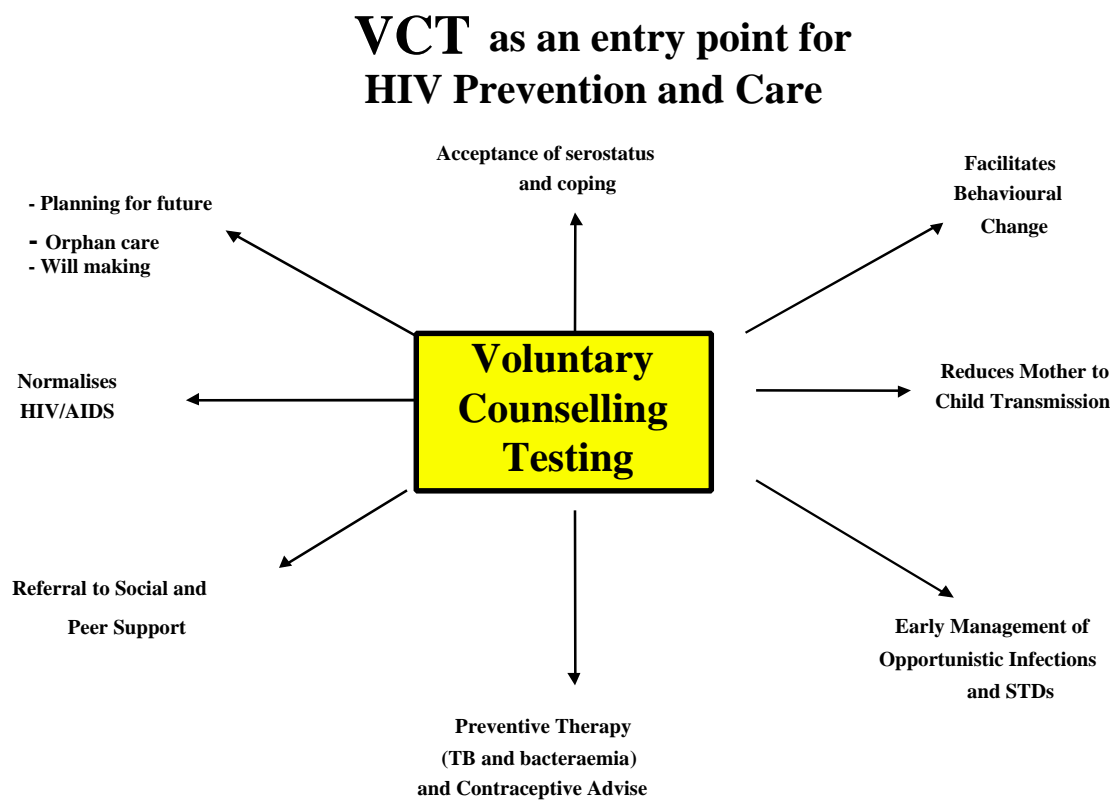 VCT as an entry point for
HIV Prevention and Care
Acceptance of serostatus
and coping
Facilitates
Behavioural
Change
- Planning for future
- Orphan care
- Will making
Voluntary
Counselling
Testing
Normalises
HIV/AIDS
Reduces Mother to
Child Transmission
Referral to Social and
Peer Support
Early Management of
Opportunistic Infections
and STDs
Preventive Therapy
(TB and bacteraemia)
and Contraceptive Advise